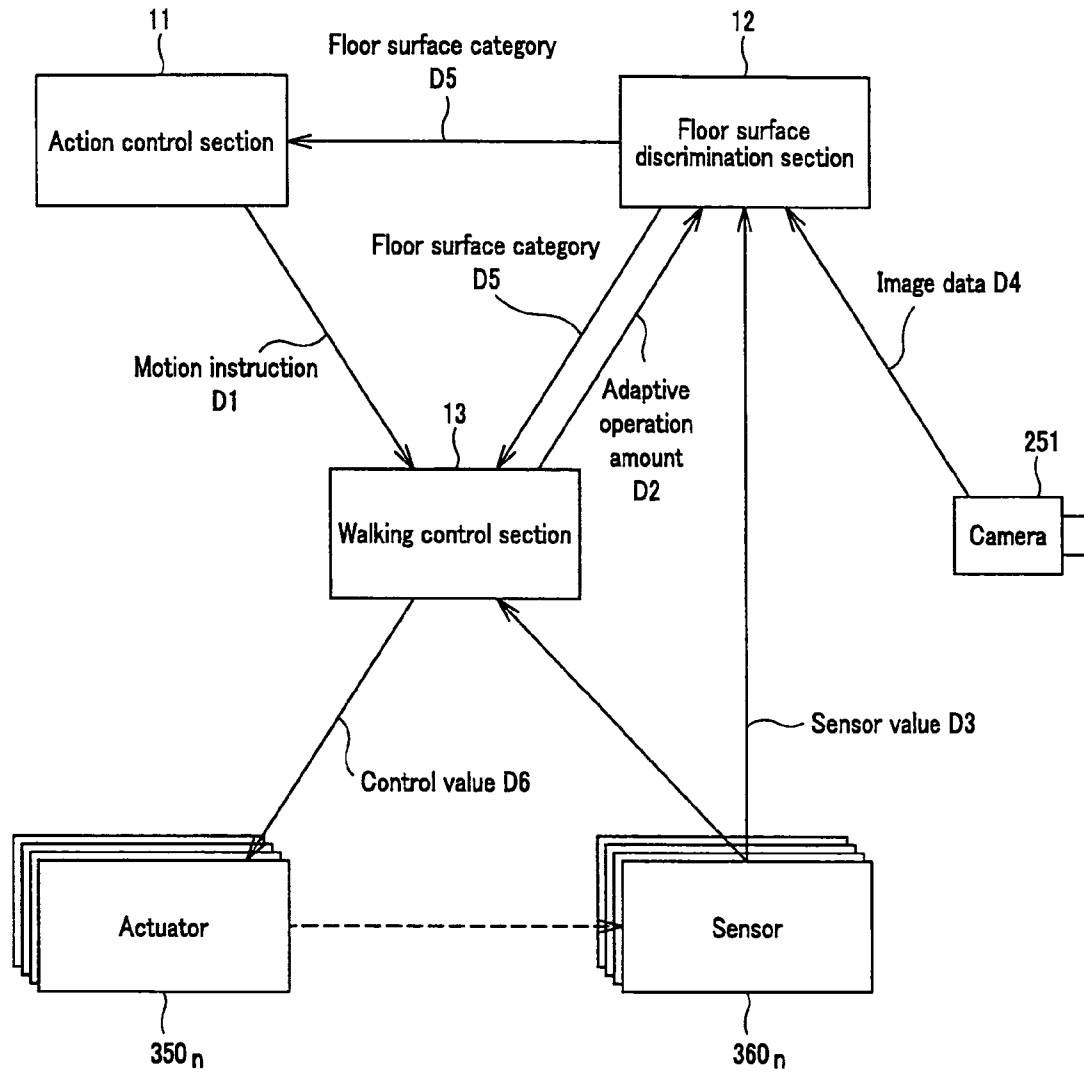 11
12
Floor surface category
D5
Action control section
Floor surface
discrimination section
Floor surface
category
D5
Image data D4
Motion instruction
D1
Adaptive
operation
amount
D2
13
251
Walking control section
Camera
Sensor value D3
Control value D6
Actuator
Sensor
350n
360n